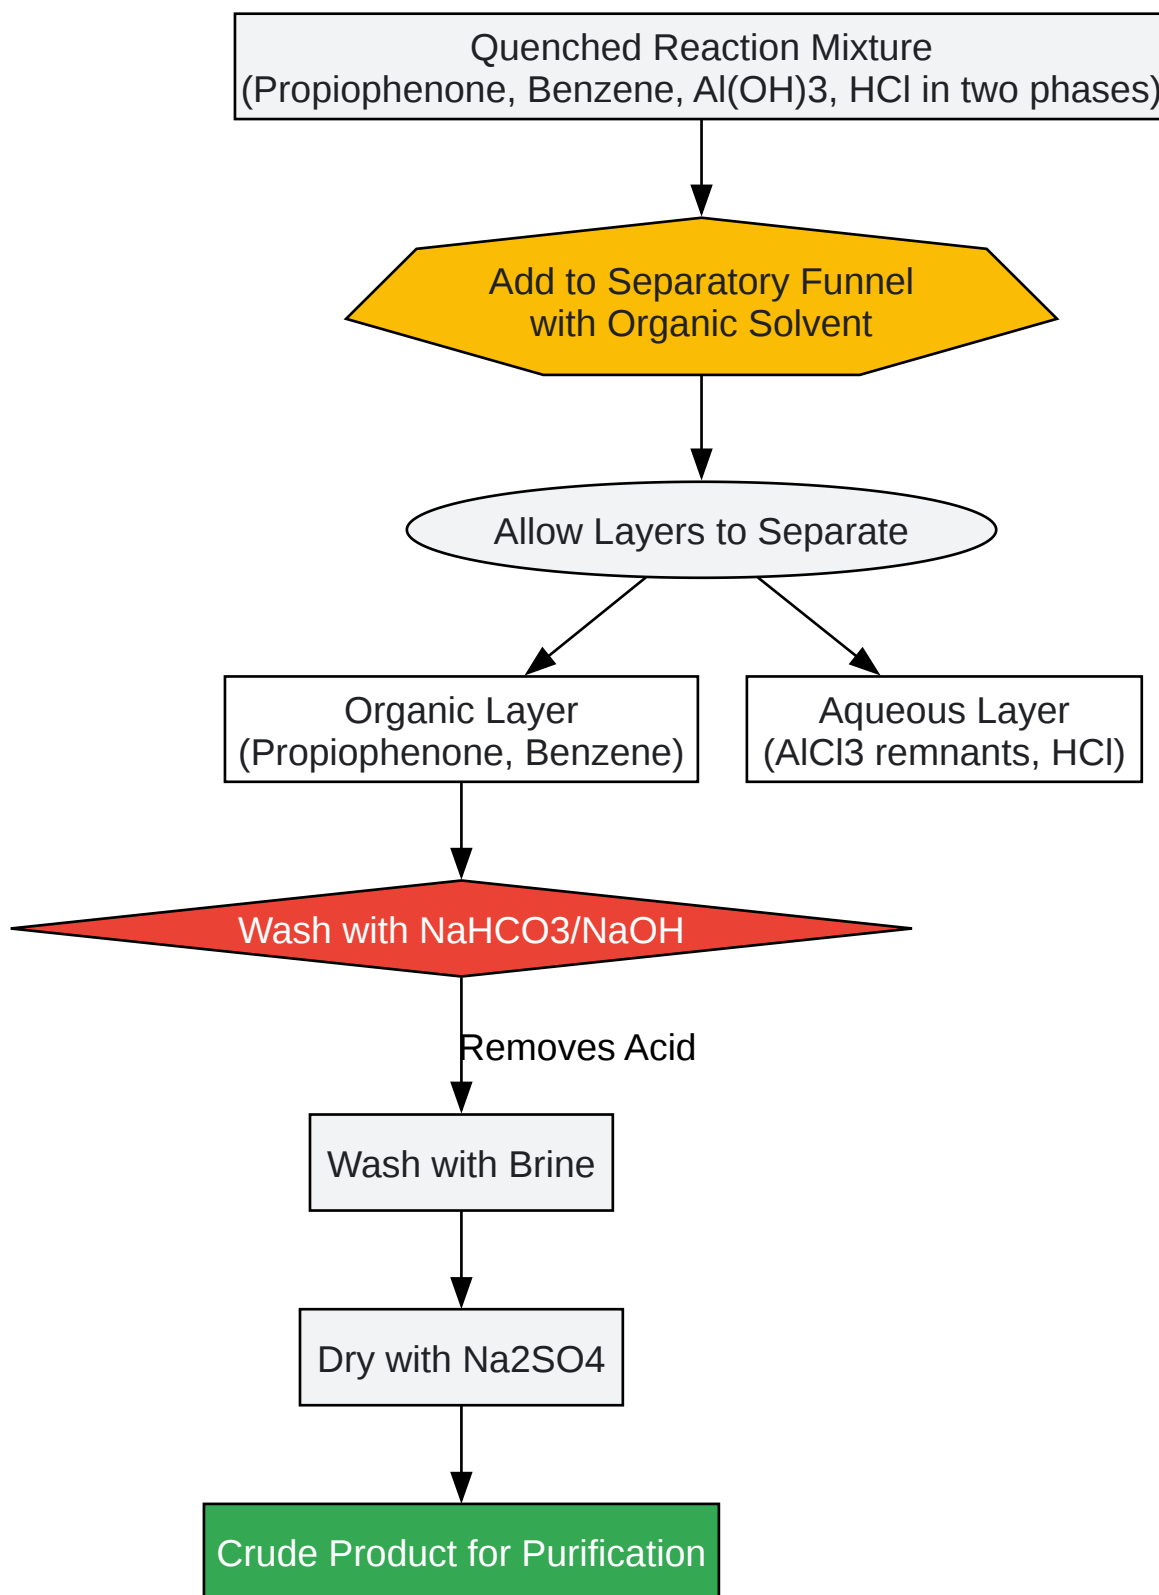 Quenched Reaction Mixture
(Propiophenone, Benzene, Al(OH)3, HCl in two phases)
Add to Separatory Funnel
with Organic Solvent
Allow Layers to Separate
Organic Layer
(Propiophenone, Benzene)
Aqueous Layer
(AlCl3 remnants, HCl)
Wash with NaHCO3/NaOH
Removes Acid
Wash with Brine
Dry with Na2SO4
Crude Product for Purification